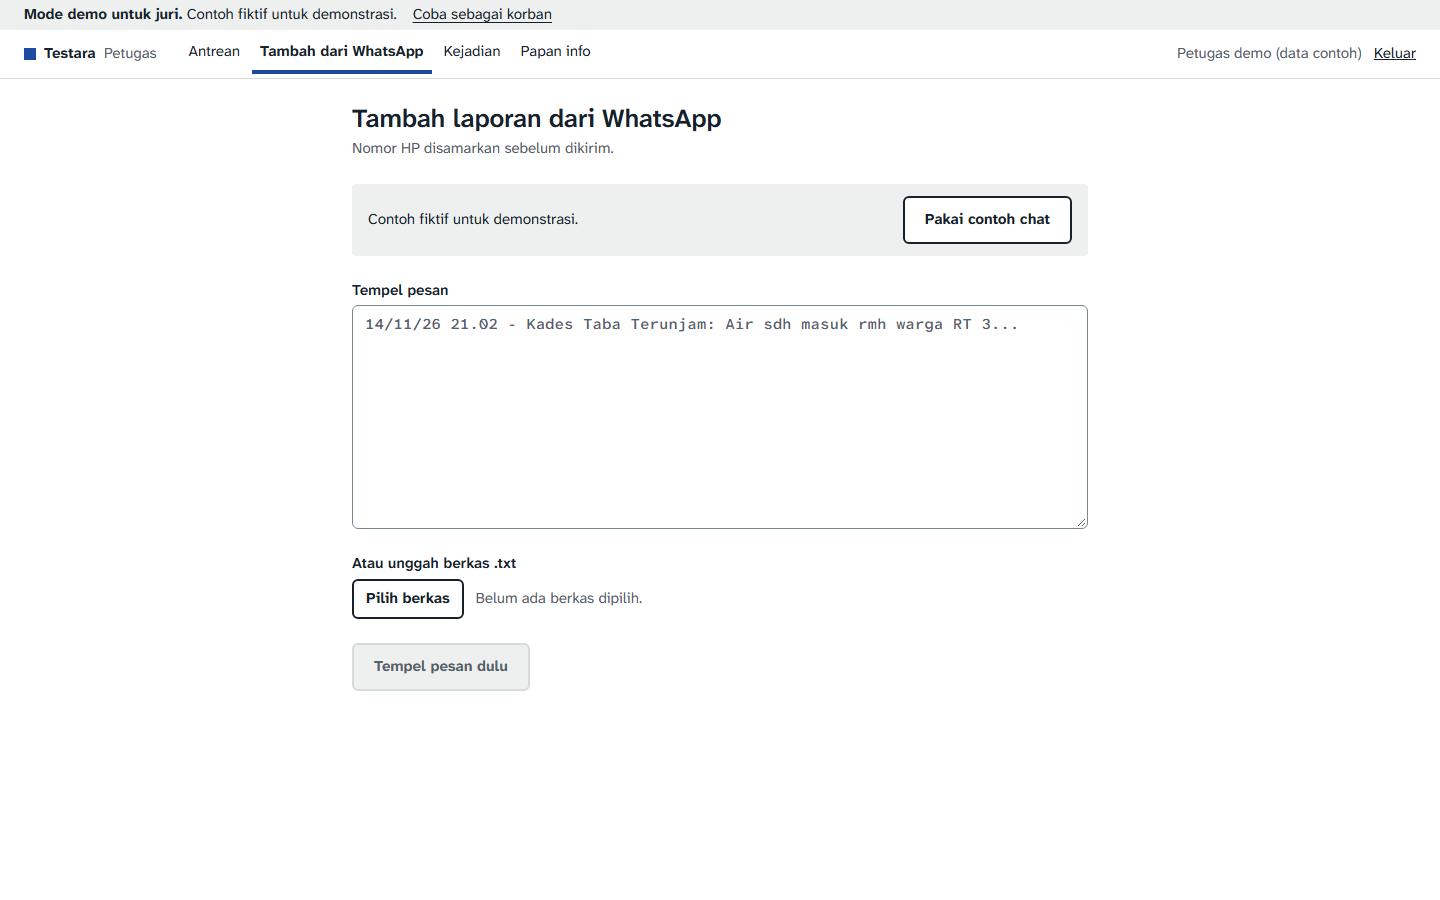 Mode demo untuk juri. Contoh fiktif untuk demonstrasi. Coba sebagai korban
Testara Petugas Antrean Tambah dari WhatsApp Kejadian Papan info Petugas demo (data contoh) Keluar
Tambah laporan dari WhatsApp
Nomor HP disamarkan sebelum dikirim.
Contoh fiktif untuk demonstrasi. Pakai contoh chat
Tempel pesan
14/11/26 21.02 - Kades Taba Terunjam: Air sdh masuk rmh warga RT 3...
Atau unggah berkas .txt
Pilih berkas Belum ada berkas dipilih.
Tempel pesan dulu